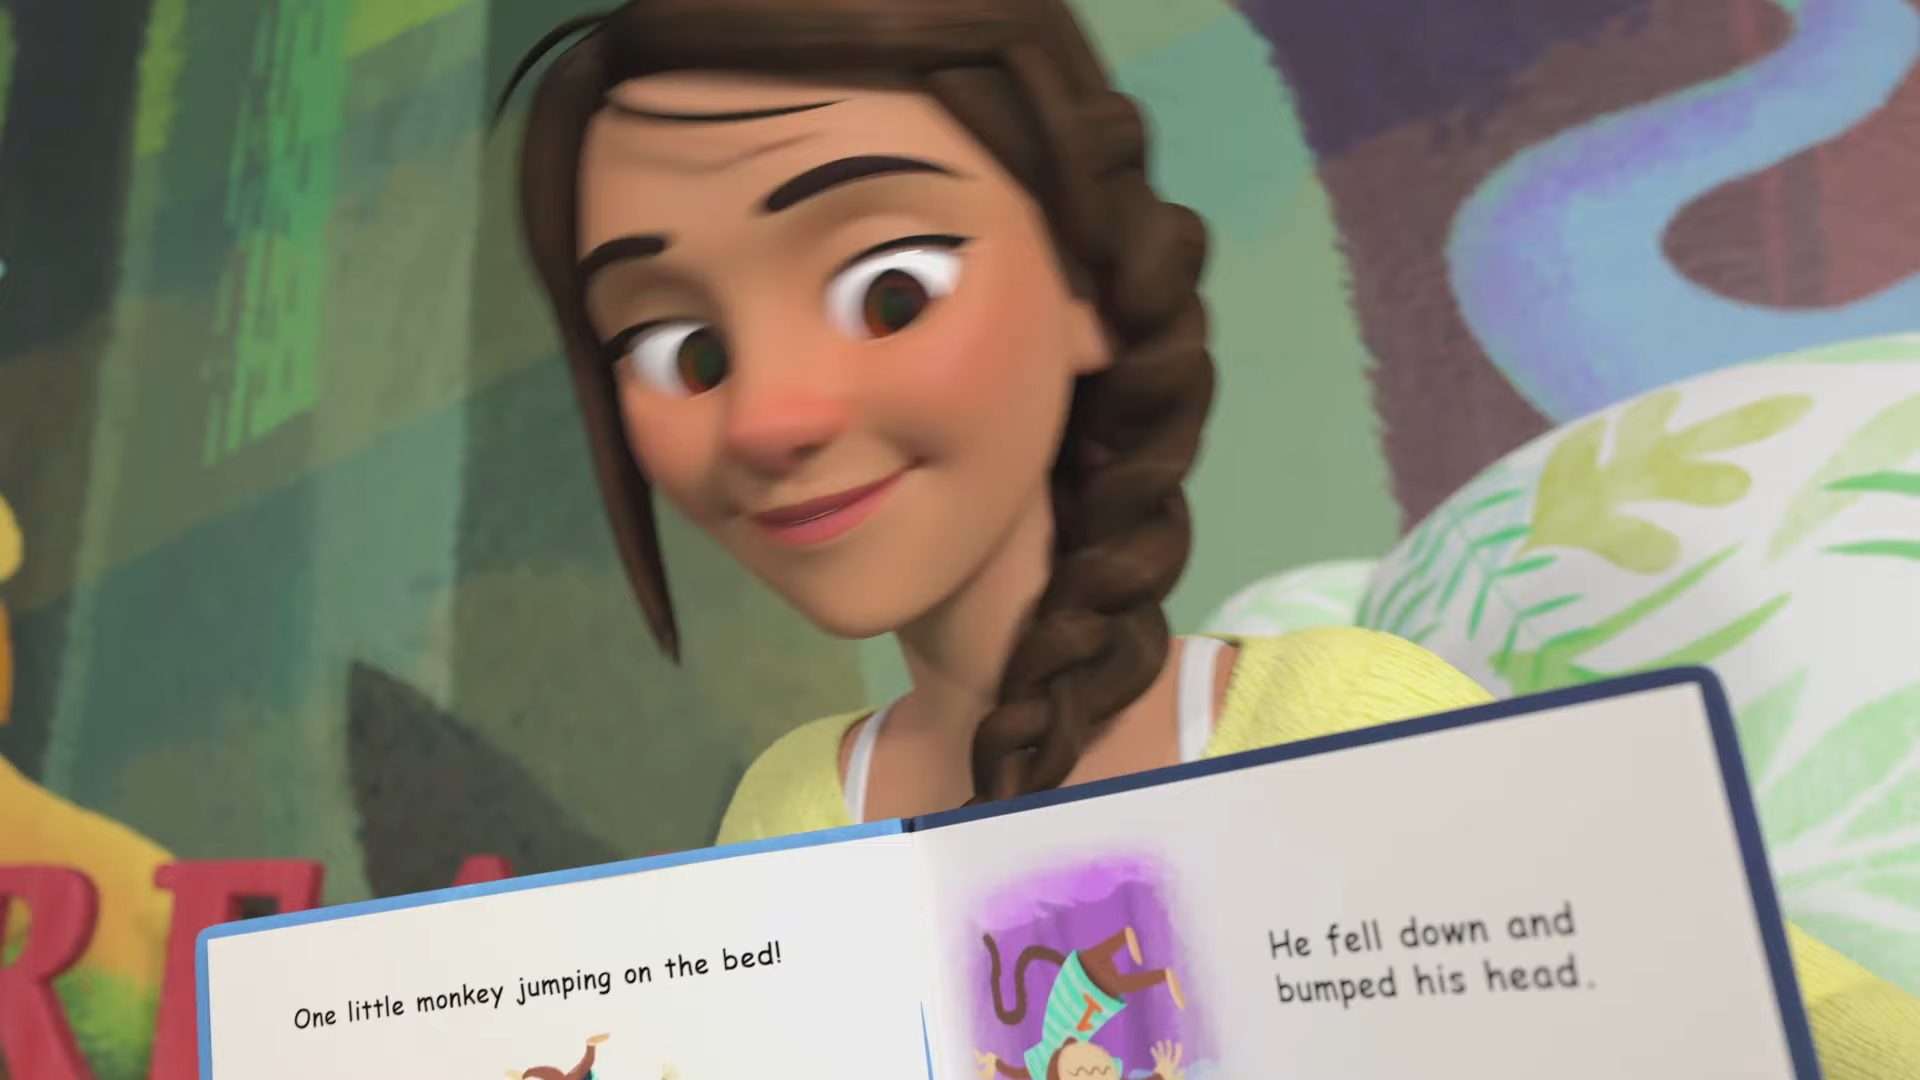 One little monkey jumping on the bed!
He fell down and
bumped his head.